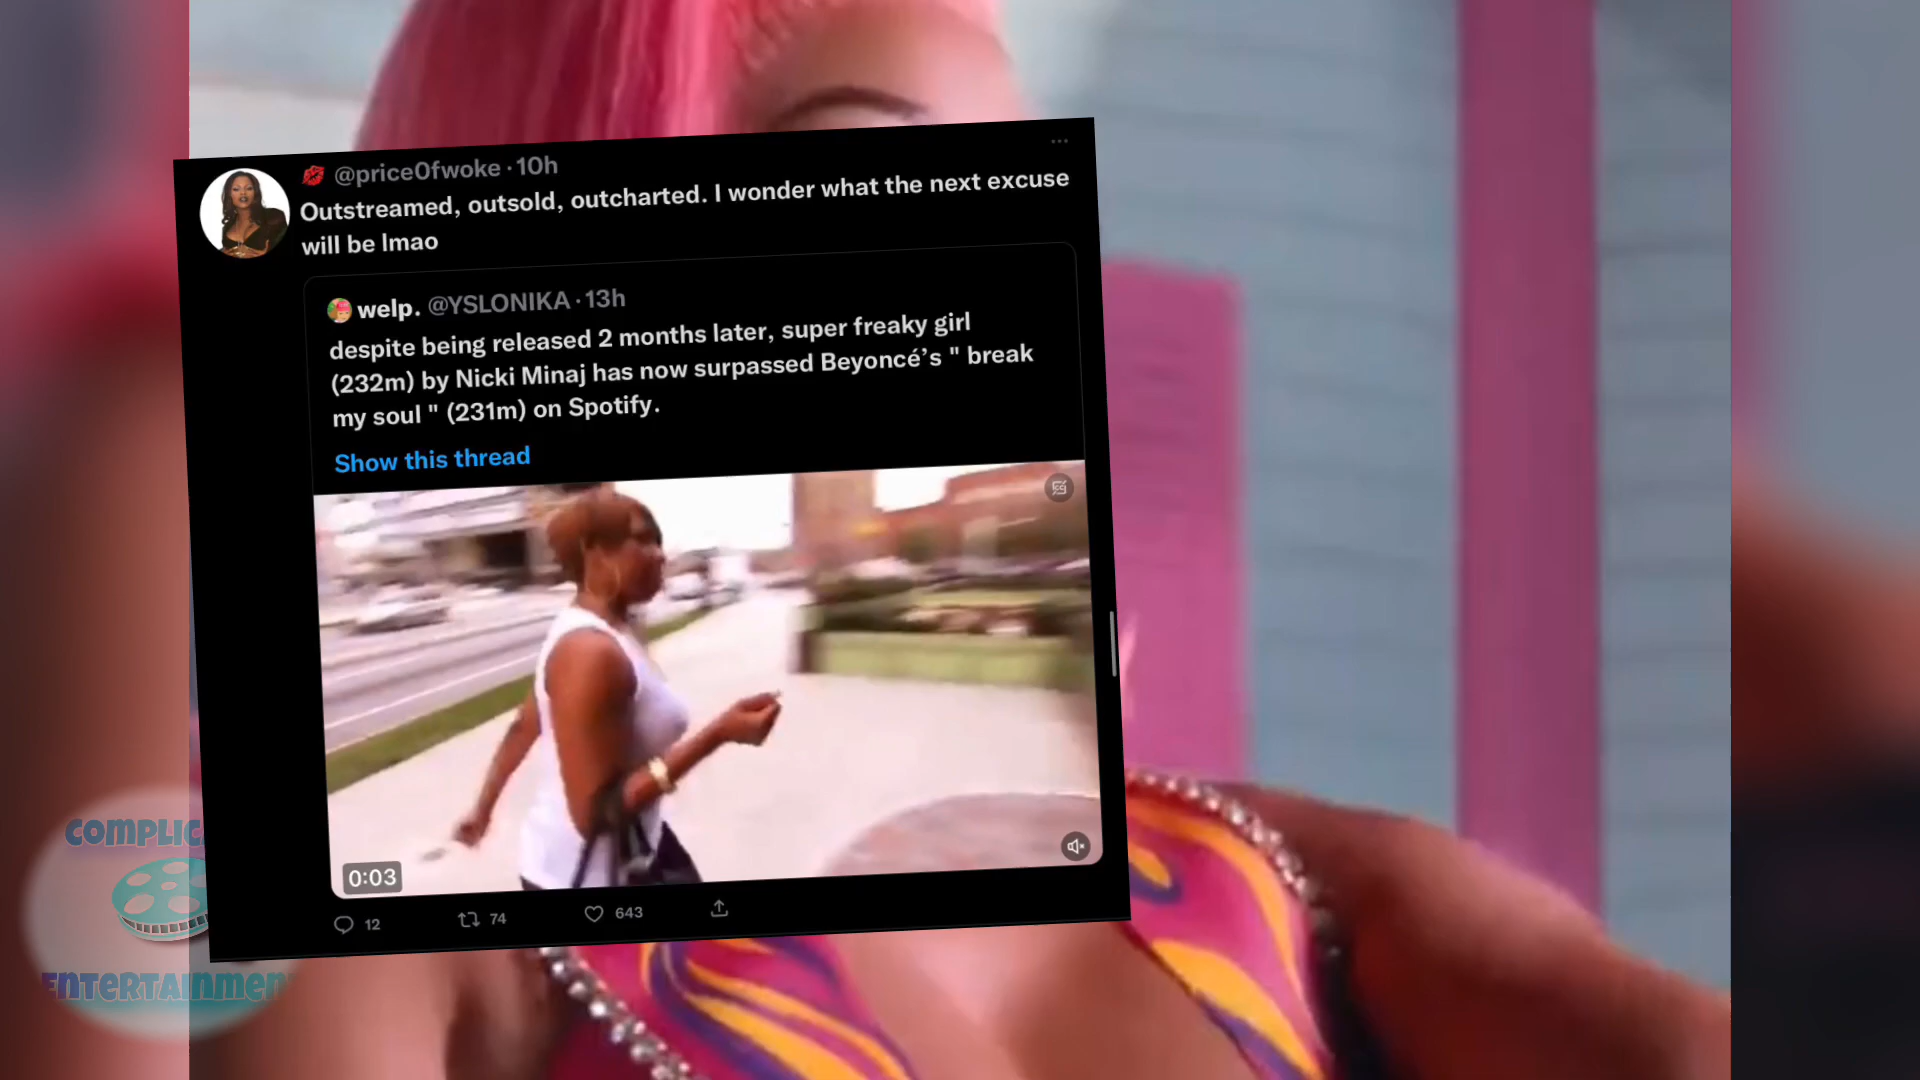 @priceOfwoke · 10h
Outstreamed, outsold, outcharted. I wonder what the next excuse
will be lmao
welp. @YSLONIKA · 13h
despite being released 2 months later, super freaky girl
(232m) by Nicki Minaj has now surpassed Beyoncé’s " break
my soul " (231m) on Spotify.
Show this thread
0:03
12 74 643
COMPLIC
ENTERTAINMEN